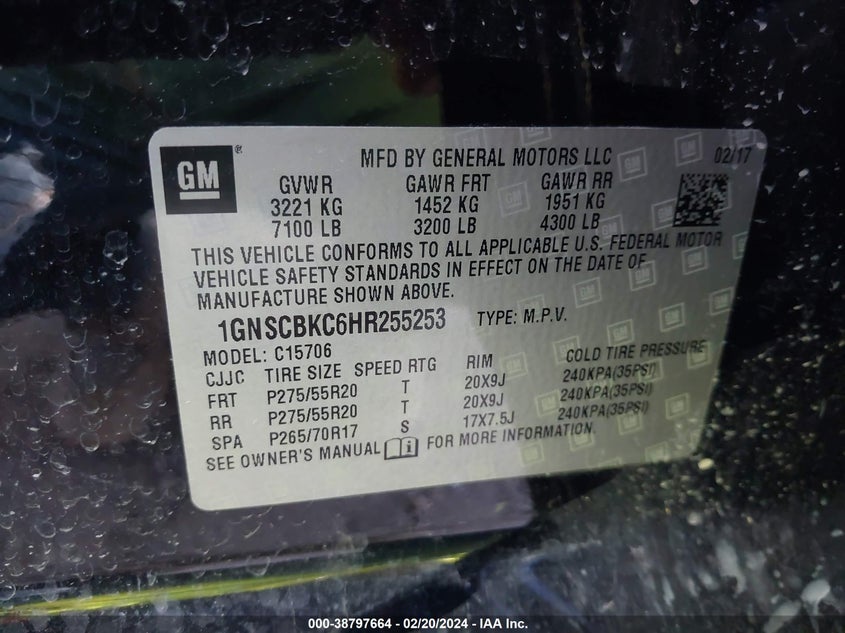 GM®
MFD BY GENERAL MOTORS LLC 02/17
GVWR GAWR FRT GAWR RR
3221 KG 1452 KG 1951 KG
7100 LB 3200 LB 4300 LB
THIS VEHICLE CONFORMS TO ALL APPLICABLE U.S. FEDERAL MOTOR
VEHICLE SAFETY STANDARDS IN EFFECT ON THE DATE OF
MANUFACTURE SHOWN ABOVE.
1GNSCBKC6HR255253 TYPE: M.P.V.
MODEL: C15706
CJJC TIRE SIZE SPEED RTG RIM COLD TIRE PRESSURE
FRT P275/55R20 T 20X9J 240KPA(35PSI)
RR P275/55R20 T 20X9J 240KPA(35PSI)
SPA P265/70R17 S 17X7.5J 240KPA(35PSI)
SEE OWNER'S MANUAL FOR MORE INFORMATION.
000-38797664 - 02/20/2024 - IAA Inc.